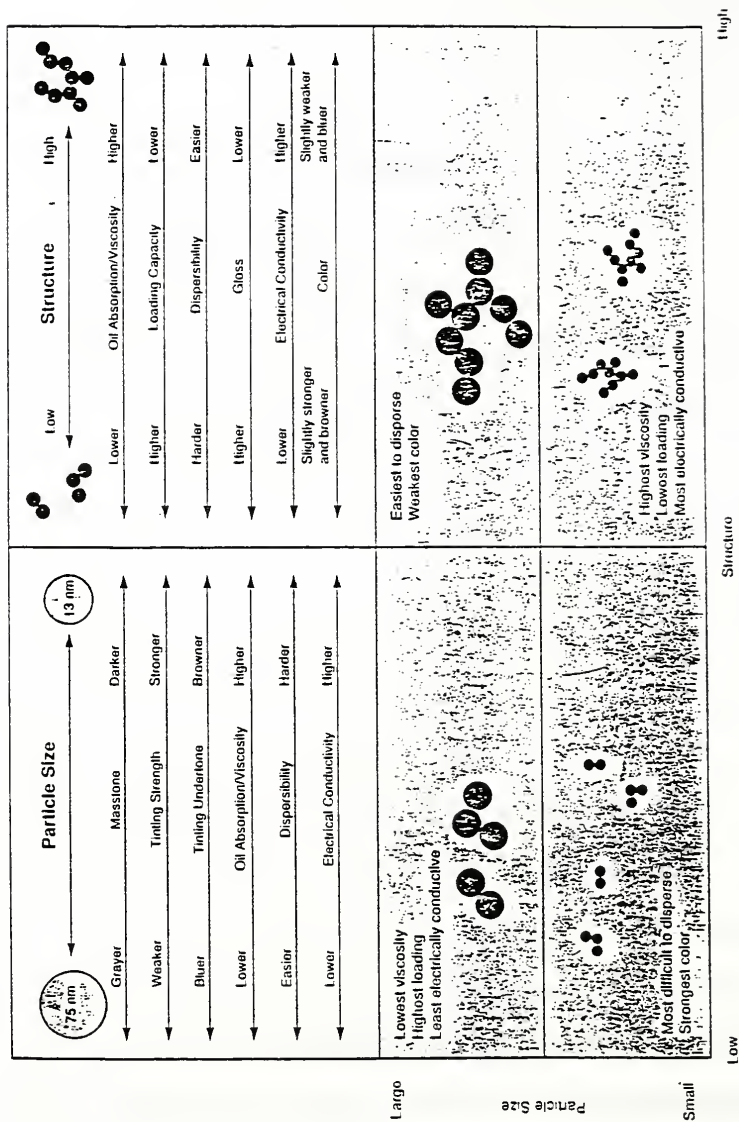 Particle Size
75 nm
13 nm
Grayer Masstone Darker
Weaker Tinting Strength Stronger
Bluer Tinting Undertone Browner
Lower Oil Absorption/Viscosity Higher
Easier Dispersibility Harder
Lower Electrical Conductivity Higher
Low Structure High
Lower Oil Absorption/Viscosity Higher
Higher Loading Capacity Lower
Harder Dispersibility Easier
Higher Gloss Lower
Lower Electrical Conductivity Higher
Slightly stronger
and browner
Color
Slightly weaker
and bluer
Large
Particle Size
Small
Lowest viscosity
Highest loading
Least electrically conductive
Easiest to disperse
Weakest color
Most difficult to disperse
Strongest color
Highest viscosity
Lowest loading
Most electrically conductive
Low Structure High